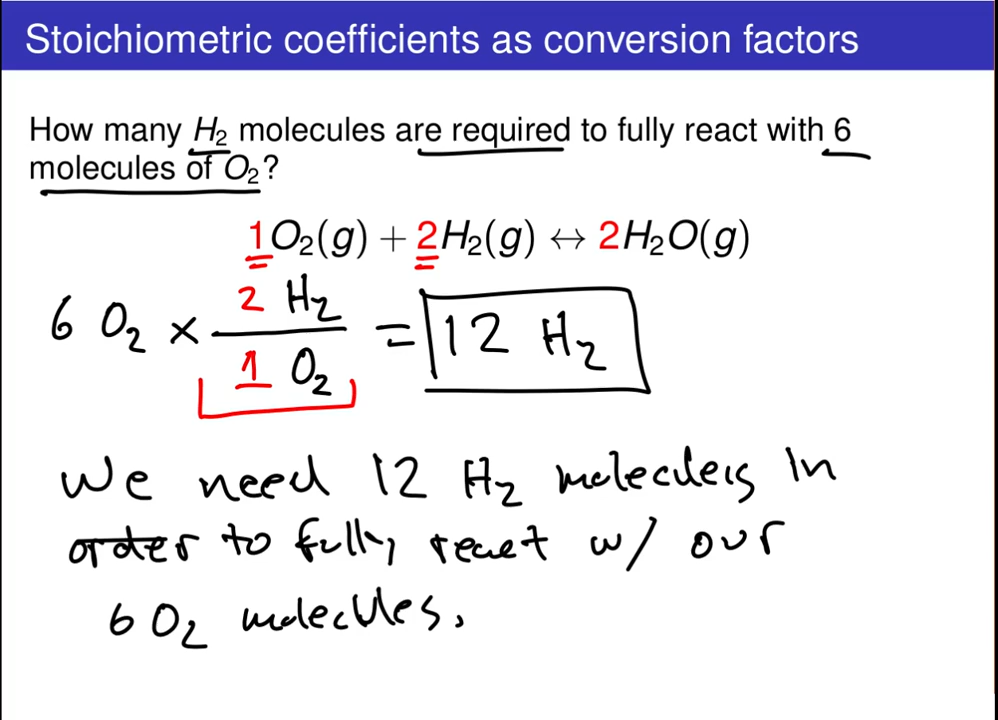 Stoichiometric coefficients as conversion factors
How many H₂ molecules are required to fully react with 6
molecules of O₂?
1O₂(g) + 2H₂(g) ↔ 2H₂O(g)
2 H₂
6 O₂ × = 12 H₂
1 O₂
We need 12 H₂ molecules in
order to fully react w/ our
6 O₂ molecules.